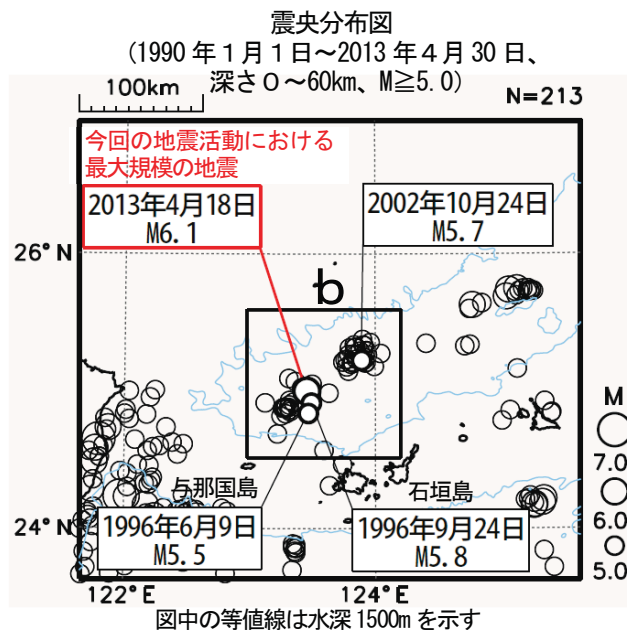 震央分布図
(1990年1月1日～2013年4月30日、
深さ0～60km、M≧5.0)
100km
N=213
今回の地震活動における
最大規模の地震
2013年4月18日
M6.1
2002年10月24日
M5.7
26°N
b
M
7.0
6.0
5.0
与那国島
石垣島
24°N
1996年6月9日
M5.5
1996年9月24日
M5.8
122°E
124°E
図中の等値線は水深1500mを示す